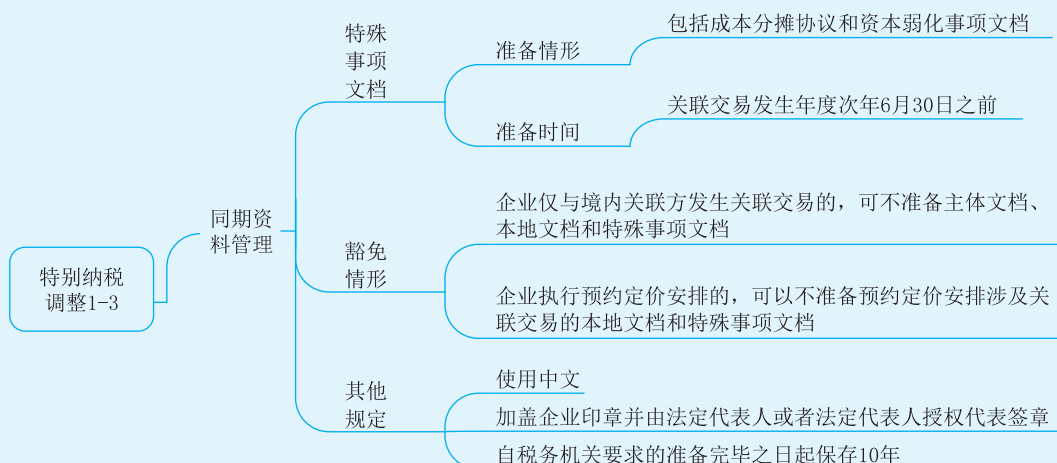 特别纳税
调整1-3
同期资
料管理
特殊
事项
文档
准备情形
包括成本分摊协议和资本弱化事项文档
准备时间
关联交易发生年度次年6月30日之前
豁免
情形
企业仅与境内关联方发生关联交易的，可不准备主体文档、
本地文档和特殊事项文档
企业执行预约定价安排的，可以不准备预约定价安排涉及关
联交易的本地文档和特殊事项文档
其他
规定
使用中文
加盖企业印章并由法定代表人或者法定代表人授权代表签章
自税务机关要求的准备完毕之日起保存10年